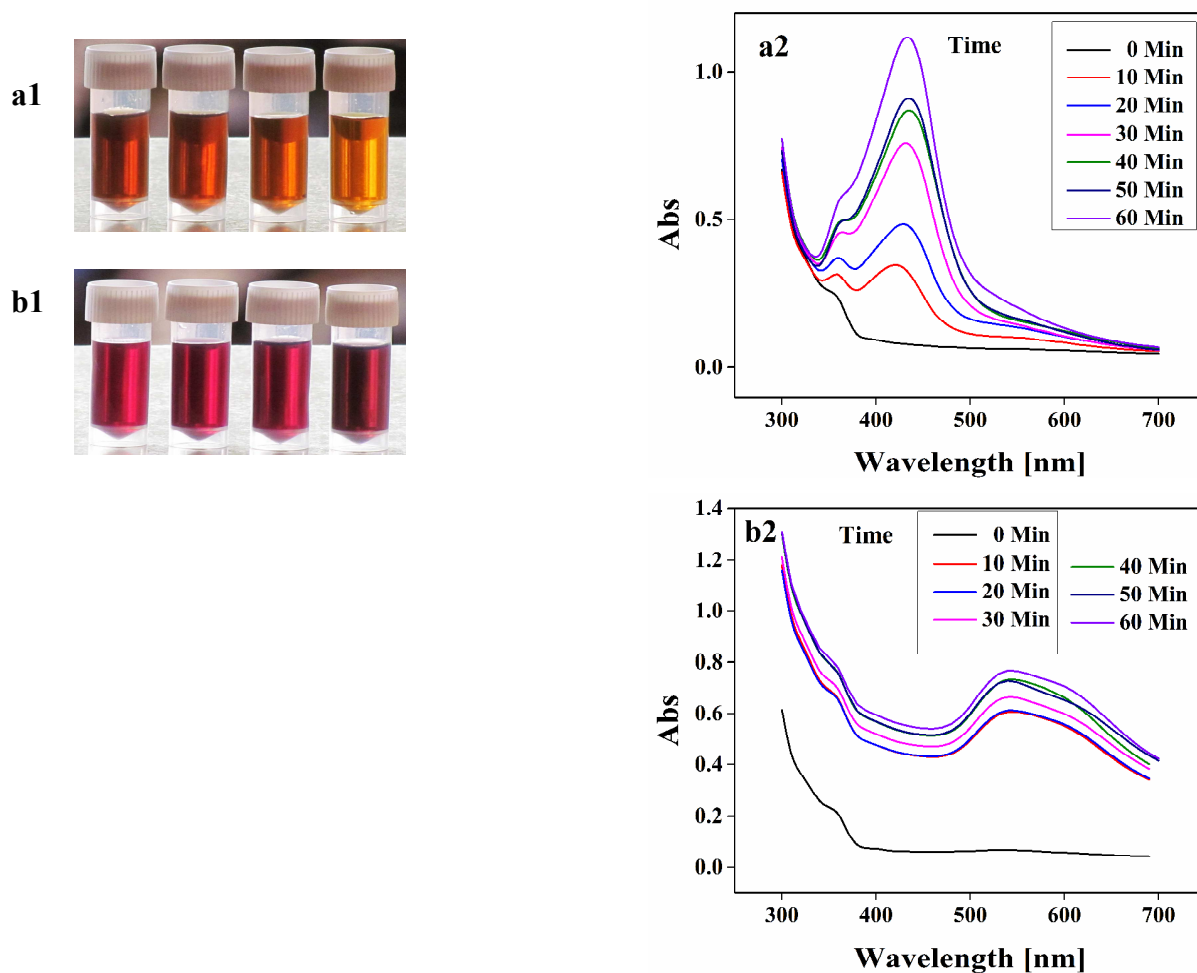 a1
b1
a2
Time
0 Min
10 Min
20 Min
30 Min
40 Min
50 Min
60 Min
1.0
0.5
0.0
Abs
300 400 500 600 700
Wavelength [nm]
b2
Time
0 Min
10 Min
20 Min
30 Min
40 Min
50 Min
60 Min
1.4
1.2
1.0
0.8
0.6
0.4
0.2
0.0
Abs
300 400 500 600 700
Wavelength [nm]